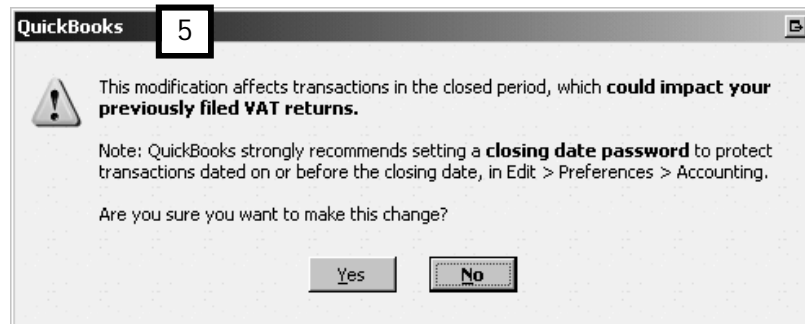 QuickBooks
5
This modification affects transactions in the closed period, which could impact your
previously filed VAT returns.
Note: QuickBooks strongly recommends setting a closing date password to protect
transactions dated on or before the closing date, in Edit > Preferences > Accounting.
Are you sure you want to make this change?
Yes
No